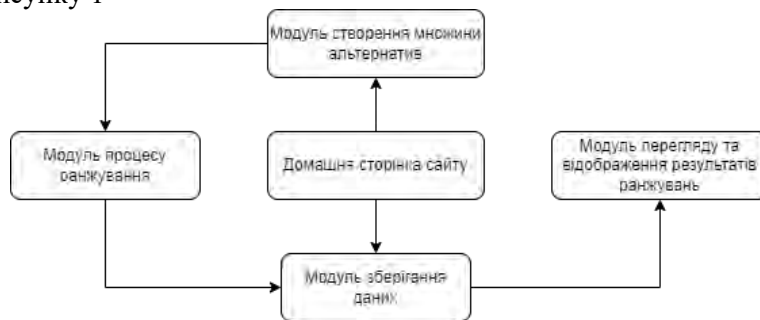 Модуль створення множини
альтернатив
Модуль процесу
ранжування
Домашня сторінка сайту
Модуль перегляду та
відображення результатів
ранжувань
Модуль зберігання
даних